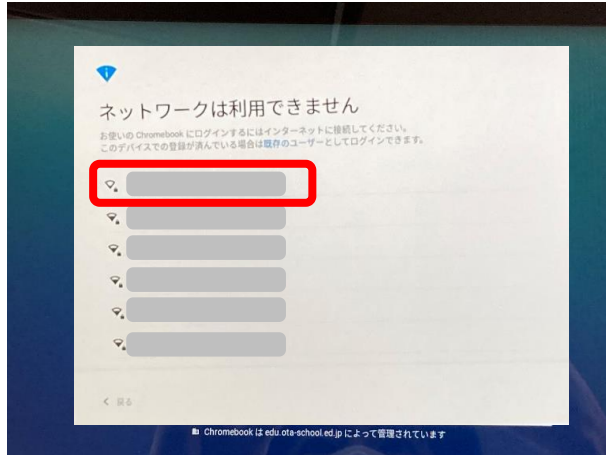 ネットワークは利用できません
お使いの Chromebook にログインするにはインターネットに接続してください。
このデバイスでの登録が済んでいる場合は既存のユーザーとしてログインできます。
< 戻る
Chromebook は edu.ota-school.ed.jp によって管理されています